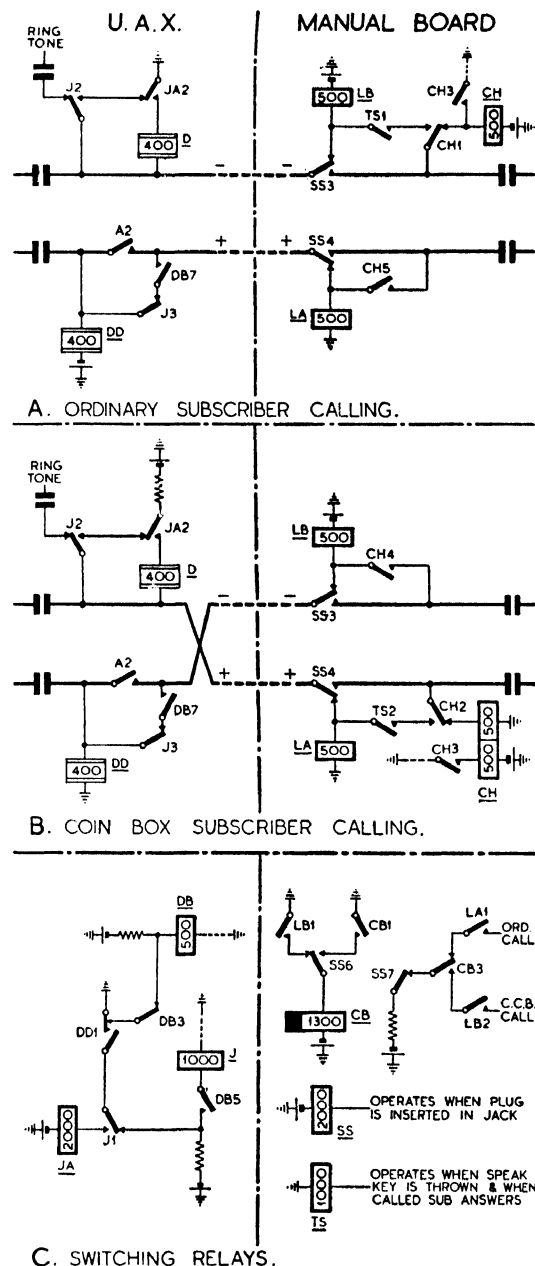 U.A.X.
MANUAL BOARD
RING TONE
J2
JA2
D
400
LB
500
TS1
CH3
CH
500
CH1
SS3
-
-
A2
+
+
SS4
DB7
J3
CH5
DD
400
LA
500
A. ORDINARY SUBSCRIBER CALLING.
RING TONE
J2
JA2
D
400
LB
500
CH4
-
-
SS3
A2
+
+
SS4
DB7
J3
TS2
CH2
500
500
DD
400
LA
500
CH3
CH
B. COIN BOX SUBSCRIBER CALLING.
DB
500
LB1
CB1
LA1
ORD.
CALL
SS6
SS7
CB3
DD1
DB3
1300
CB
LB2
C.C.B.
CALL
1000
J
DB5
J1
2000
JA
2000
SS
OPERATES WHEN PLUG
IS INSERTED IN JACK
1000
TS
OPERATES WHEN SPEAK
KEY IS THROWN & WHEN
CALLED SUB ANSWERS
C. SWITCHING RELAYS.